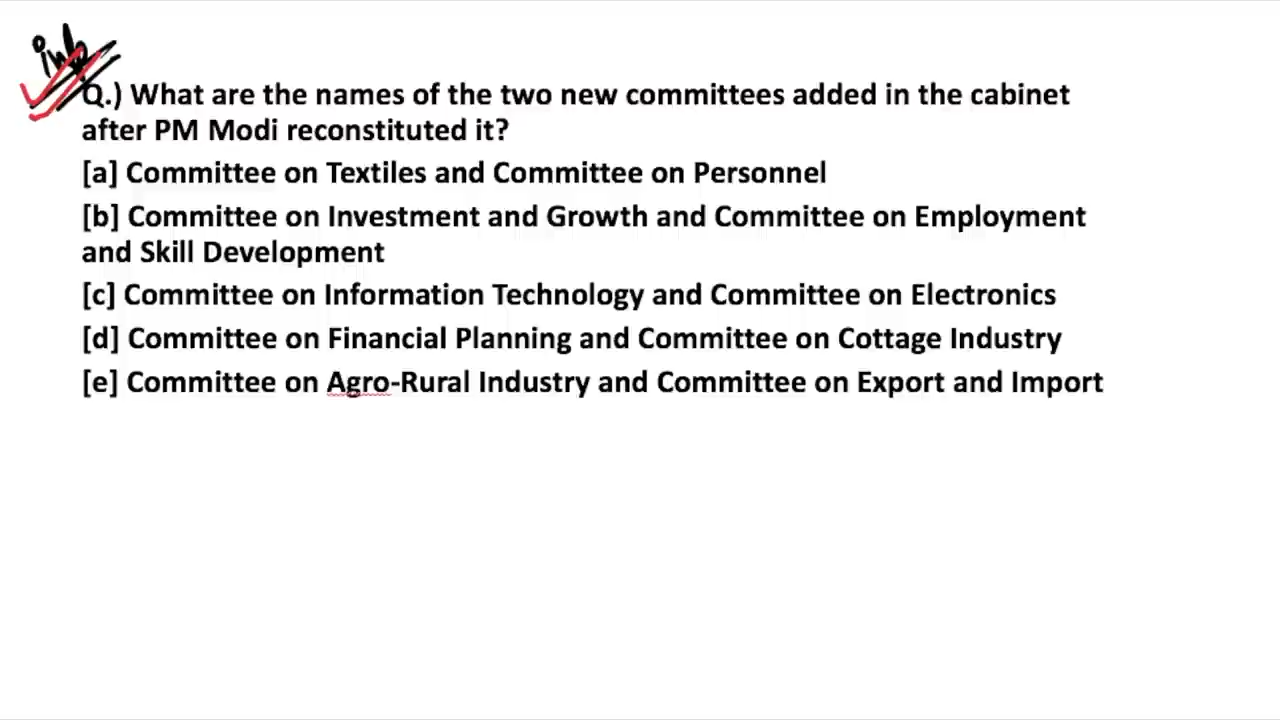 imp
Q.) What are the names of the two new committees added in the cabinet
after PM Modi reconstituted it?
[a] Committee on Textiles and Committee on Personnel
[b] Committee on Investment and Growth and Committee on Employment
and Skill Development
[c] Committee on Information Technology and Committee on Electronics
[d] Committee on Financial Planning and Committee on Cottage Industry
[e] Committee on Agro-Rural Industry and Committee on Export and Import